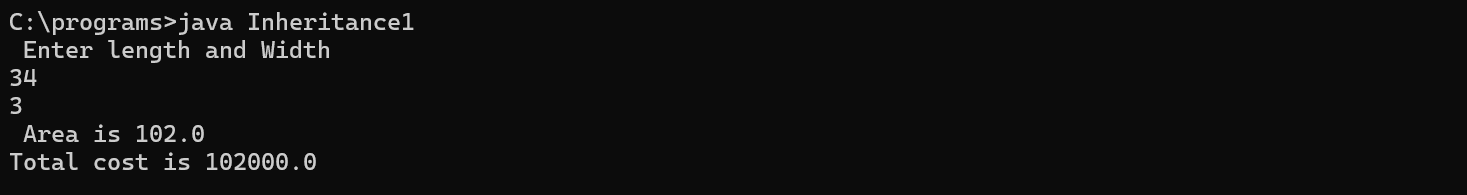 C:\programs>java Inheritance1
 Enter length and Width
34
3
 Area is 102.0
Total cost is 102000.0